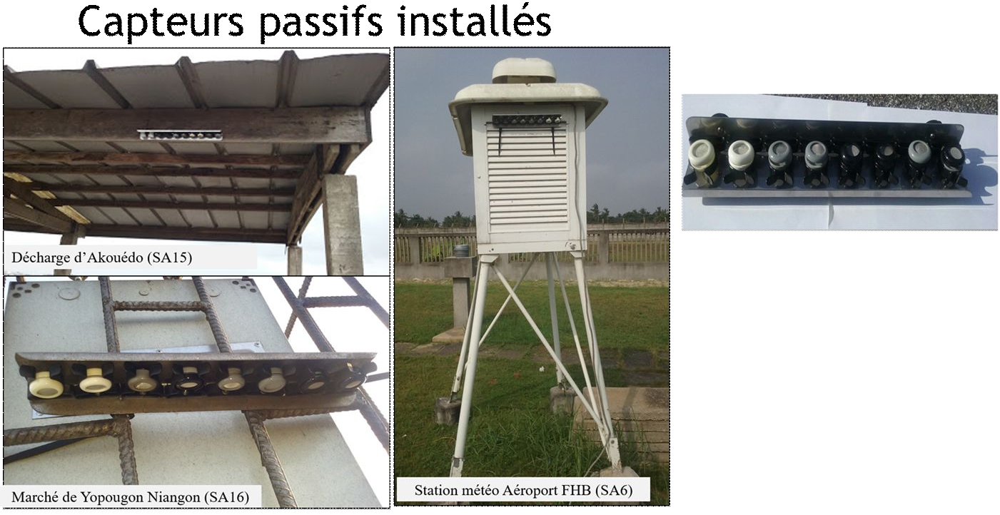 Capteurs passifs installés
Décharge d’Akouédo (SA15)
Marché de Yopougon Niangon (SA16)
Station météo Aéroport FHB (SA6)